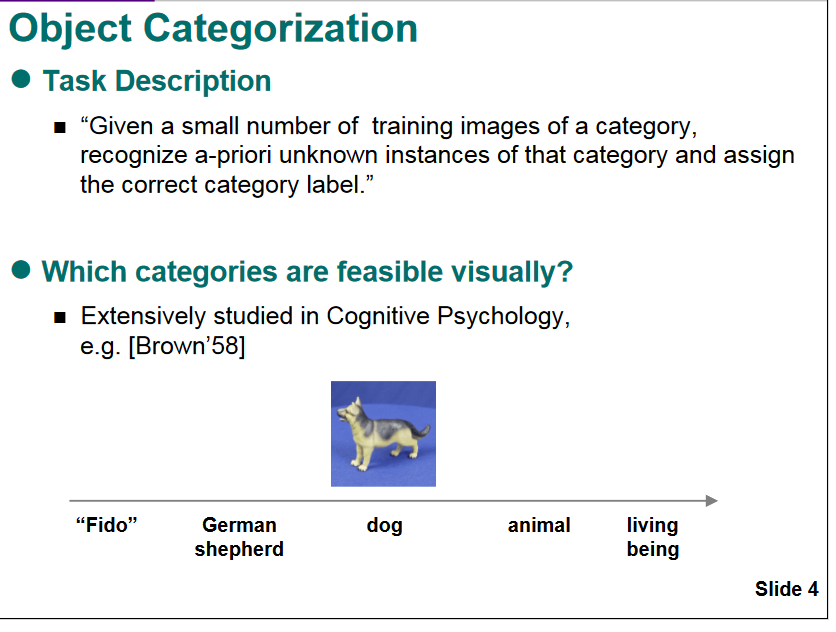 Object Categorization
Task Description
“Given a small number of  training images of a category,
recognize a-priori unknown instances of that category and assign
the correct category label.”
Which categories are feasible visually?
Extensively studied in Cognitive Psychology,
e.g. [Brown’58]
“Fido” German dog animal living
shepherd being
Slide 4